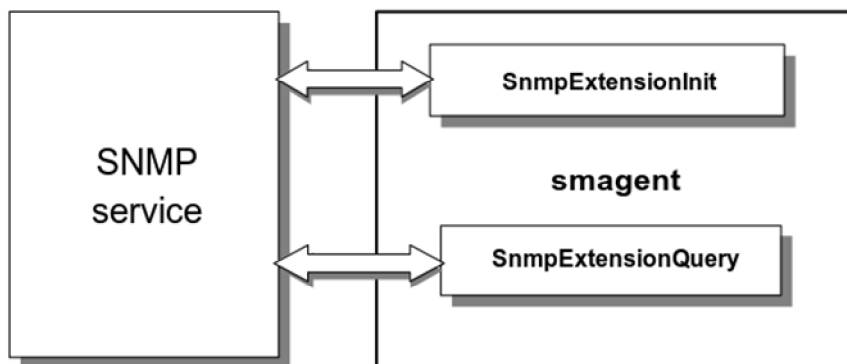 SNMP
service
SnmpExtensionInit
smagent
SnmpExtensionQuery